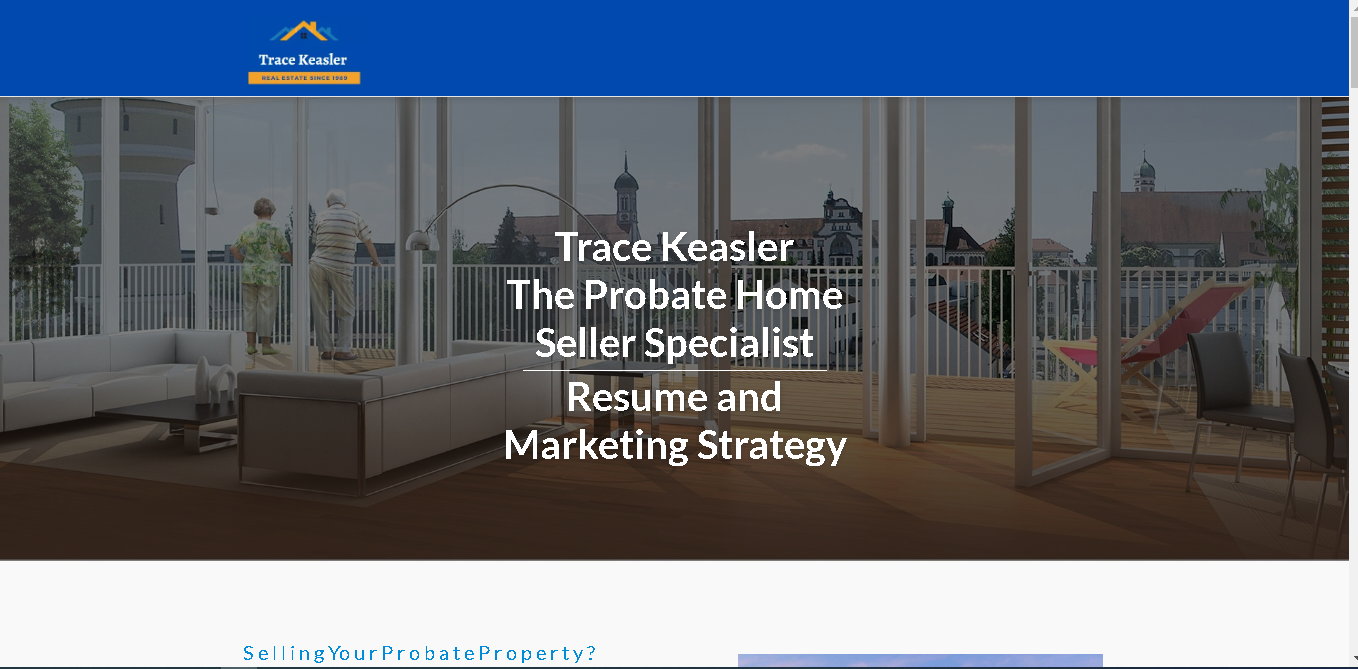 Trace Keasler
REAL ESTATE SINCE 1969
Trace Keasler
The Probate Home
Seller Specialist
Resume and
Marketing Strategy
SellingYourProbateProperty?